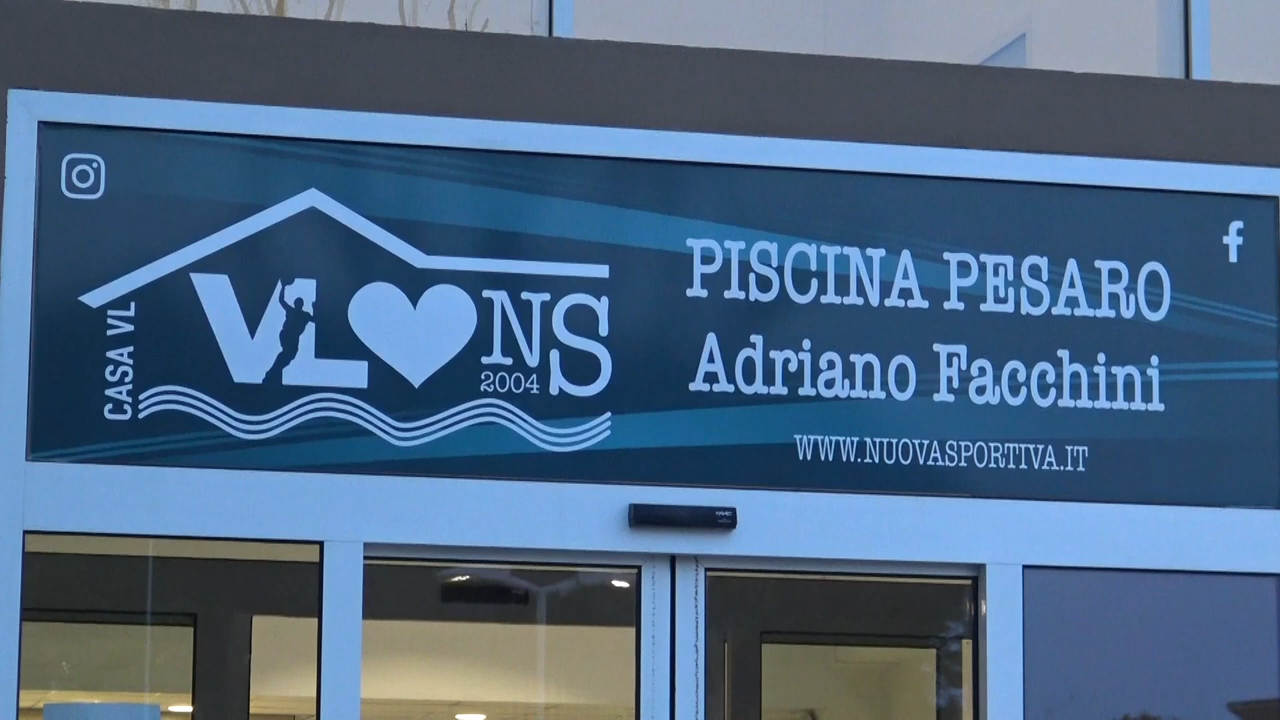 CASA VL
VL NS
2004
PISCINA PESARO
Adriano Facchini
WWW.NUOVASPORTIVA.IT